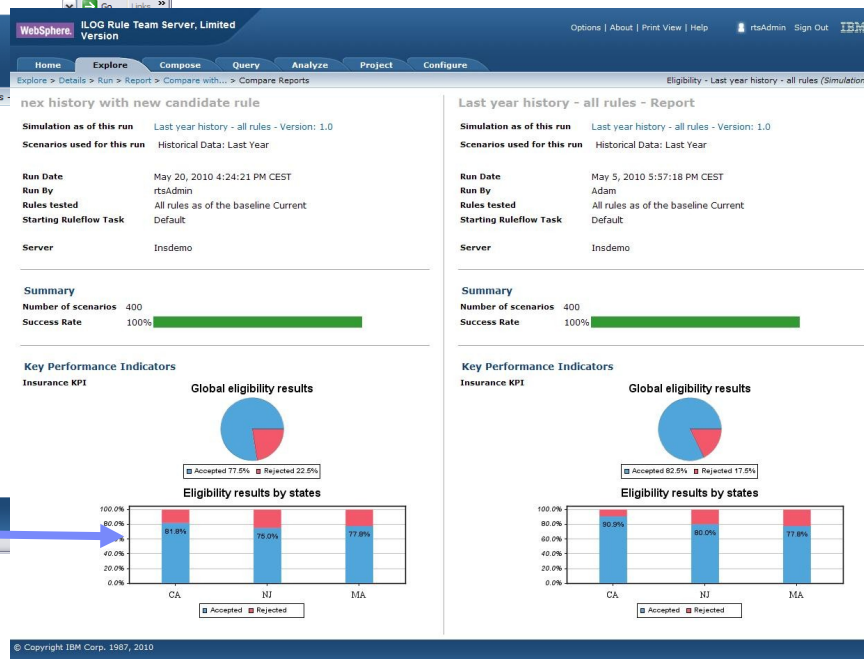 Go Links »
WebSphere. ILOG Rule Team Server, Limited Version
Options | About | Print View | Help rtsAdmin Sign Out IBM
Home Explore Compose Query Analyze Project Configure
Explore > Details > Run > Report > Compare with... > Compare Reports
Eligibility - Last year history - all rules (Simulation
nex history with new candidate rule
Simulation as of this run Last year history - all rules - Version: 1.0
Scenarios used for this run Historical Data: Last Year
Run Date May 20, 2010 4:24:21 PM CEST
Run By rtsAdmin
Rules tested All rules as of the baseline Current
Starting Ruleflow Task Default
Server Insdemo
Summary
Number of scenarios 400
Success Rate 100%
Key Performance Indicators
Insurance KPI
Global eligibility results
Accepted 77.5% Rejected 22.5%
Eligibility results by states
100.0%
80.0%
40.0%
20.0%
0.0%
81.8% 75.0% 77.8%
CA NJ MA
Accepted Rejected
Last year history - all rules - Report
Simulation as of this run Last year history - all rules - Version: 1.0
Scenarios used for this run Historical Data: Last Year
Run Date May 5, 2010 5:57:18 PM CEST
Run By Adam
Rules tested All rules as of the baseline Current
Starting Ruleflow Task Default
Server Insdemo
Summary
Number of scenarios 400
Success Rate 100%
Key Performance Indicators
Insurance KPI
Global eligibility results
Accepted 82.5% Rejected 17.5%
Eligibility results by states
100.0%
80.0%
60.0%
40.0%
20.0%
0.0%
90.9% 80.0% 77.8%
CA NJ MA
Accepted Rejected
© Copyright IBM Corp. 1987, 2010